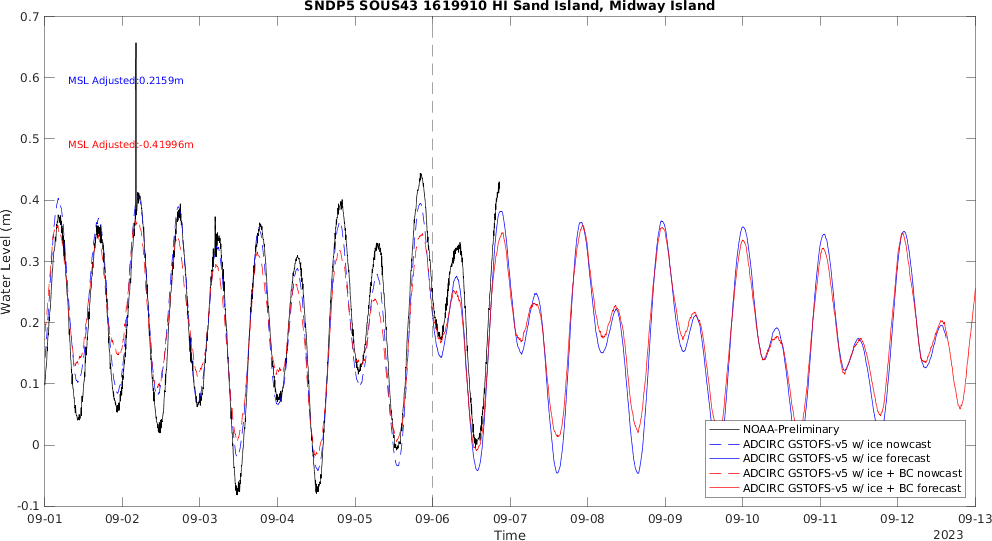 SNDP5 SOUS43 1619910 HI Sand Island, Midway Island
0.7
0.6
0.5
0.4
0.3
0.2
0.1
0
-0.1
Water Level (m)
MSL Adjusted:0.2159m
MSL Adjusted:-0.41996m
NOAA-Preliminary
ADCIRC GSTOFS-v5 w/ ice nowcast
ADCIRC GSTOFS-v5 w/ ice forecast
ADCIRC GSTOFS-v5 w/ ice + BC nowcast
ADCIRC GSTOFS-v5 w/ ice + BC forecast
09-01 09-02 09-03 09-04 09-05 09-06 09-07 09-08 09-09 09-10 09-11 09-12 09-13
Time
2023